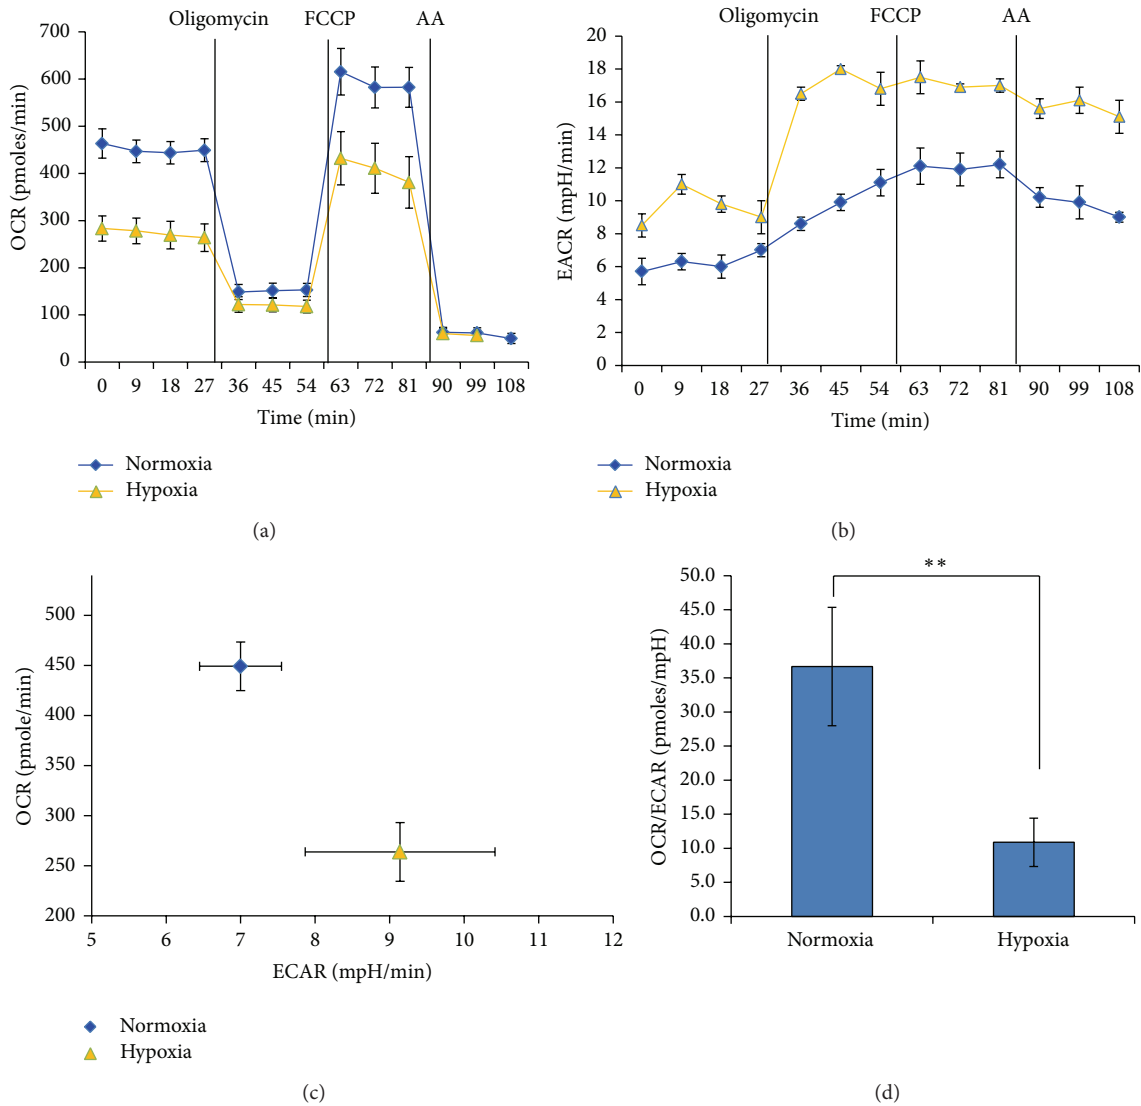 Oligomycin FCCP AA
OCR (pmoles/min)
700
600
500
400
300
200
100
0
0 9 18 27 36 45 54 63 72 81 90 99 108
Time (min)
Normoxia
Hypoxia
(a)
Oligomycin FCCP AA
EACR (mpH/min)
20
18
16
14
12
10
8
6
4
2
0
0 9 18 27 36 45 54 63 72 81 90 99 108
Time (min)
Normoxia
Hypoxia
(b)
OCR (pmole/min)
500
450
400
350
300
250
200
5 6 7 8 9 10 11 12
ECAR (mpH/min)
Normoxia
Hypoxia
(c)
**
OCR/ECAR (pmoles/mpH)
50.0
45.0
40.0
35.0
30.0
25.0
20.0
15.0
10.0
5.0
0.0
Normoxia Hypoxia
(d)